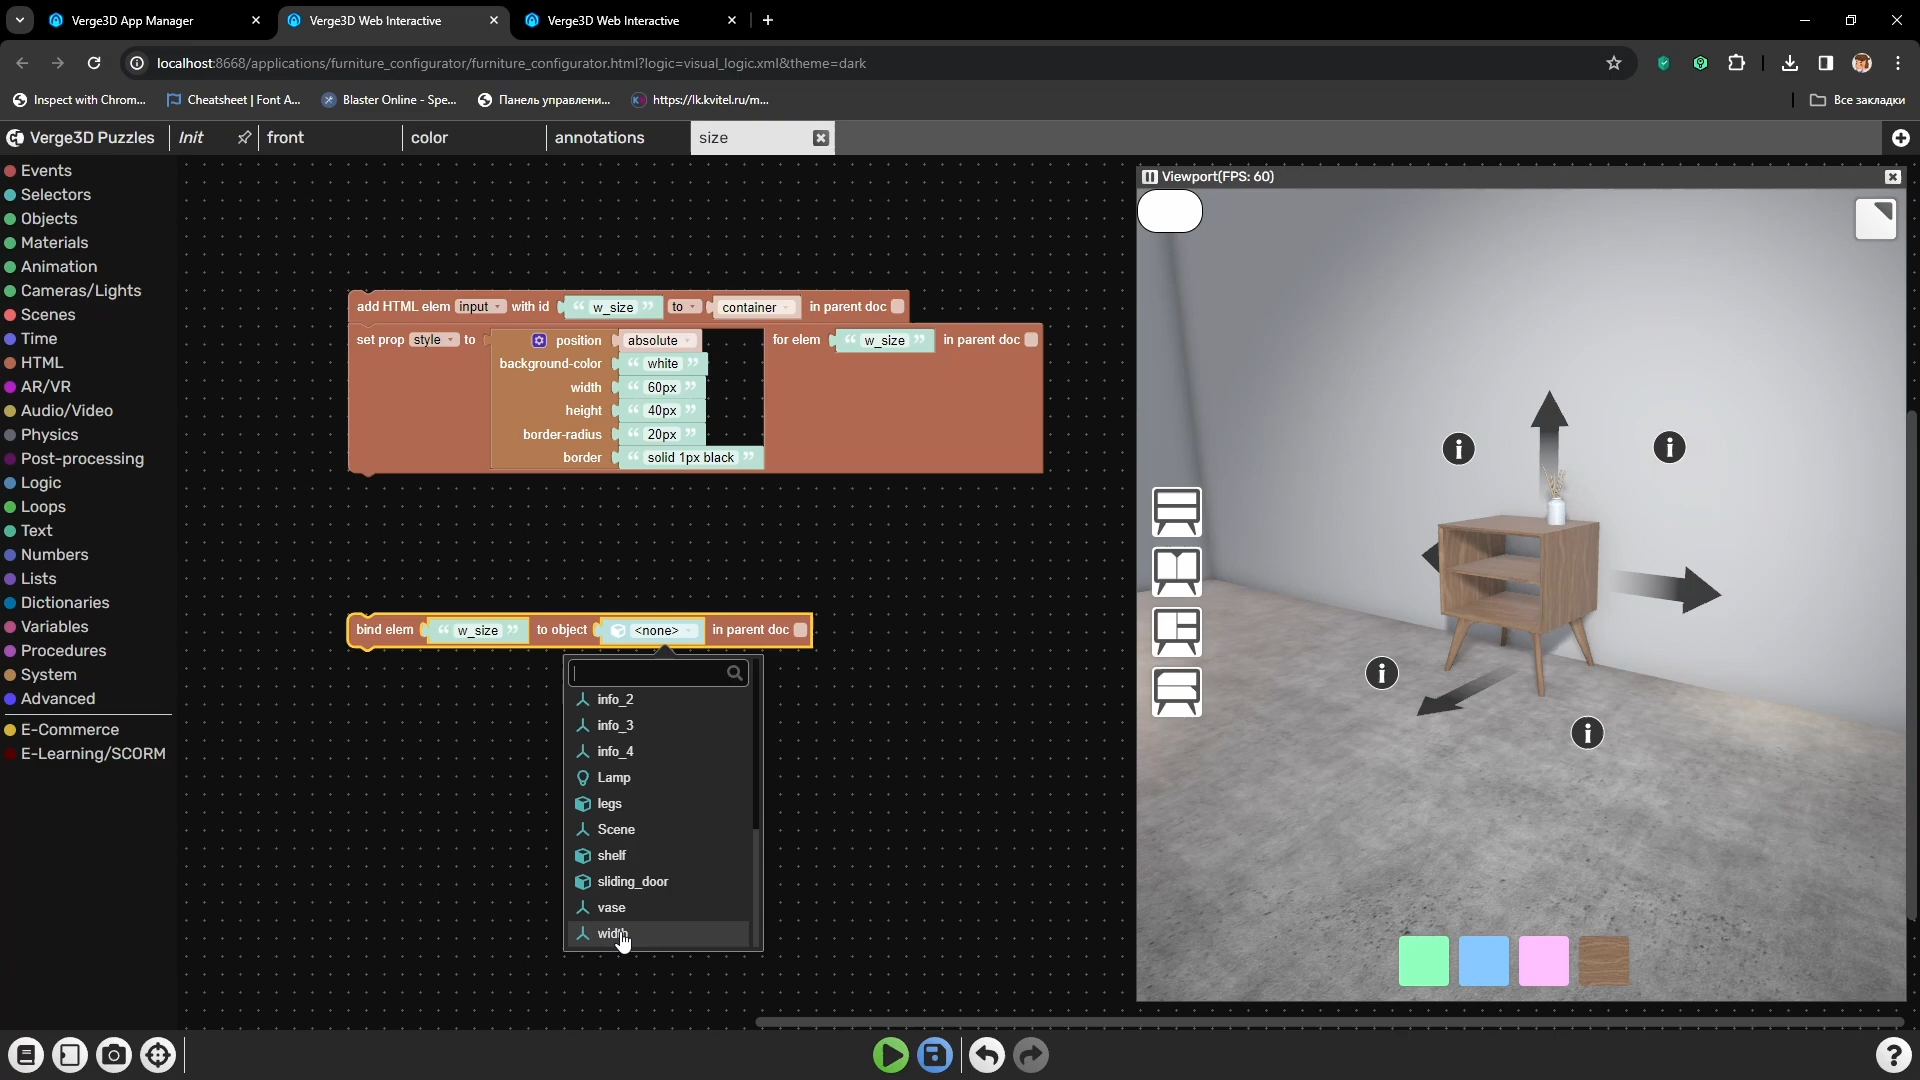 Verge3D App Manager
Verge3D Web Interactive
Verge3D Web Interactive
localhost:8668/applications/furniture_configurator/furniture_configurator.html?logic=visual_logic.xml&theme=dark
Inspect with Chrom...
Cheatsheet | Font A...
Blaster Online - Spe...
Панель управлени...
https://lk.kvitel.ru/m...
Все закладки
Verge3D Puzzles
Init
front
color
annotations
size
Events
Selectors
Objects
Materials
Animation
Cameras/Lights
Scenes
Time
HTML
AR/VR
Audio/Video
Physics
Post-processing
Logic
Loops
Text
Numbers
Lists
Dictionaries
Variables
Procedures
System
Advanced
E-Commerce
E-Learning/SCORM
add HTML elem input with id “ w_size ” to container in parent doc
set prop style to position absolute for elem “ w_size ” in parent doc
background-color “ white ”
width “ 60px ”
height “ 40px ”
border-radius “ 20px ”
border “ solid 1px black ”
bind elem “ w_size ” to object <none> in parent doc
info_2
info_3
info_4
Lamp
legs
Scene
shelf
sliding_door
vase
width
Viewport(FPS: 60)
i
i
i
i
?